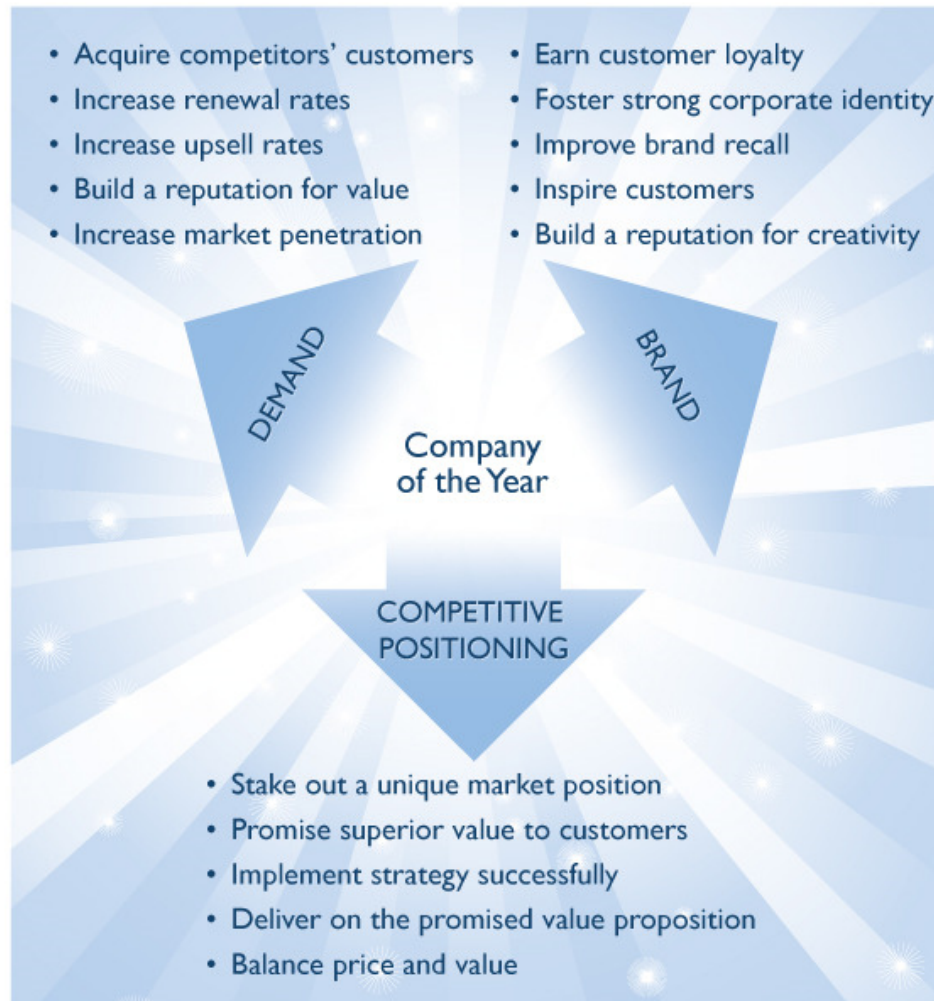 • Acquire competitors’ customers
• Increase renewal rates
• Increase upsell rates
• Build a reputation for value
• Increase market penetration
• Earn customer loyalty
• Foster strong corporate identity
• Improve brand recall
• Inspire customers
• Build a reputation for creativity
DEMAND
BRAND
Company
of the Year
COMPETITIVE
POSITIONING
• Stake out a unique market position
• Promise superior value to customers
• Implement strategy successfully
• Deliver on the promised value proposition
• Balance price and value